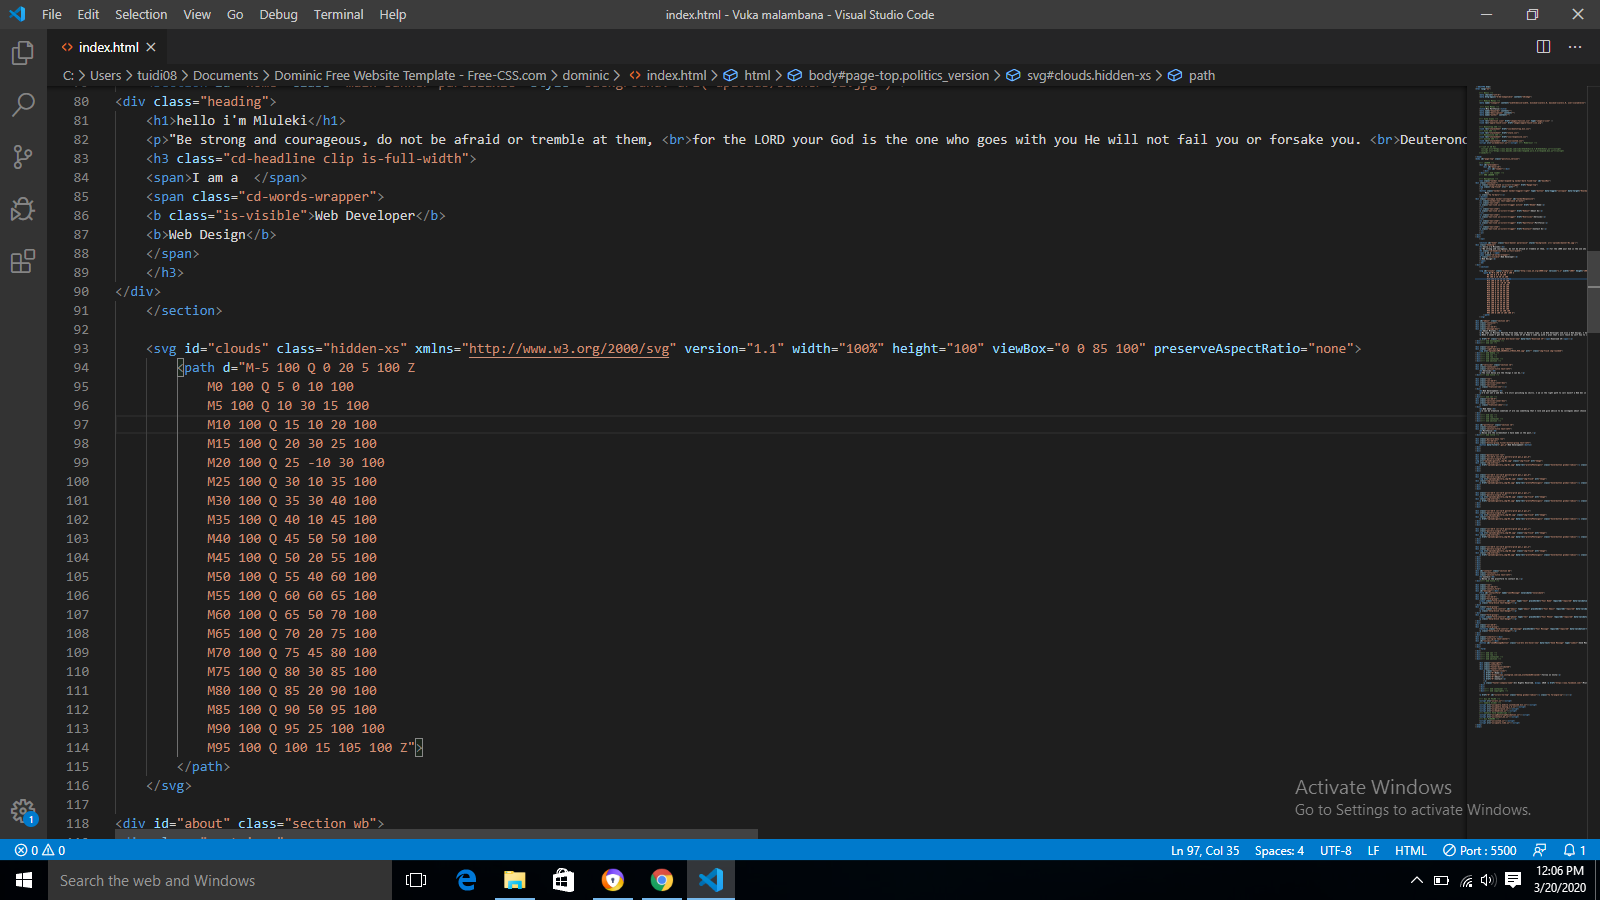 File Edit Selection View Go Debug Terminal Help
index.html - Vuka malambana - Visual Studio Code
index.html
C: > Users > tuidi08 > Documents > Dominic Free Website Template - Free-CSS.com > dominic > index.html > html > body#page-top.politics_version > svg#clouds.hidden-xs > path
80 <div class="heading">
81 <h1>hello i'm Mluleki</h1>
82 <p>"Be strong and courageous, do not be afraid or tremble at them, <br>for the LORD your God is the one who goes with you He will not fail you or forsake you. <br>Deuteronc
83 <h3 class="cd-headline clip is-full-width">
84 <span>I am a  </span>
85 <span class="cd-words-wrapper">
86 <b class="is-visible">Web Developer</b>
87 <b>Web Design</b>
88 </span>
89 </h3>
90 </div>
91 </section>
92
93 <svg id="clouds" class="hidden-xs" xmlns="http://www.w3.org/2000/svg" version="1.1" width="100%" height="100" viewBox="0 0 85 100" preserveAspectRatio="none">
94 <path d="M-5 100 Q 0 20 5 100 Z
95 M0 100 Q 5 0 10 100
96 M5 100 Q 10 30 15 100
97 M10 100 Q 15 10 20 100
98 M15 100 Q 20 30 25 100
99 M20 100 Q 25 -10 30 100
100 M25 100 Q 30 10 35 100
101 M30 100 Q 35 30 40 100
102 M35 100 Q 40 10 45 100
103 M40 100 Q 45 50 50 100
104 M45 100 Q 50 20 55 100
105 M50 100 Q 55 40 60 100
106 M55 100 Q 60 60 65 100
107 M60 100 Q 65 50 70 100
108 M65 100 Q 70 20 75 100
109 M70 100 Q 75 45 80 100
110 M75 100 Q 80 30 85 100
111 M80 100 Q 85 20 90 100
112 M85 100 Q 90 50 95 100
113 M90 100 Q 95 25 100 100
114 M95 100 Q 100 15 105 100 Z">
115 </path>
116 </svg>
117
118 <div id="about" class="section wb">
Activate Windows
Go to Settings to activate Windows.
1
0 0 Ln 97, Col 35 Spaces: 4 UTF-8 LF HTML Port : 5500 1
Search the web and Windows
12:06 PM
3/20/2020